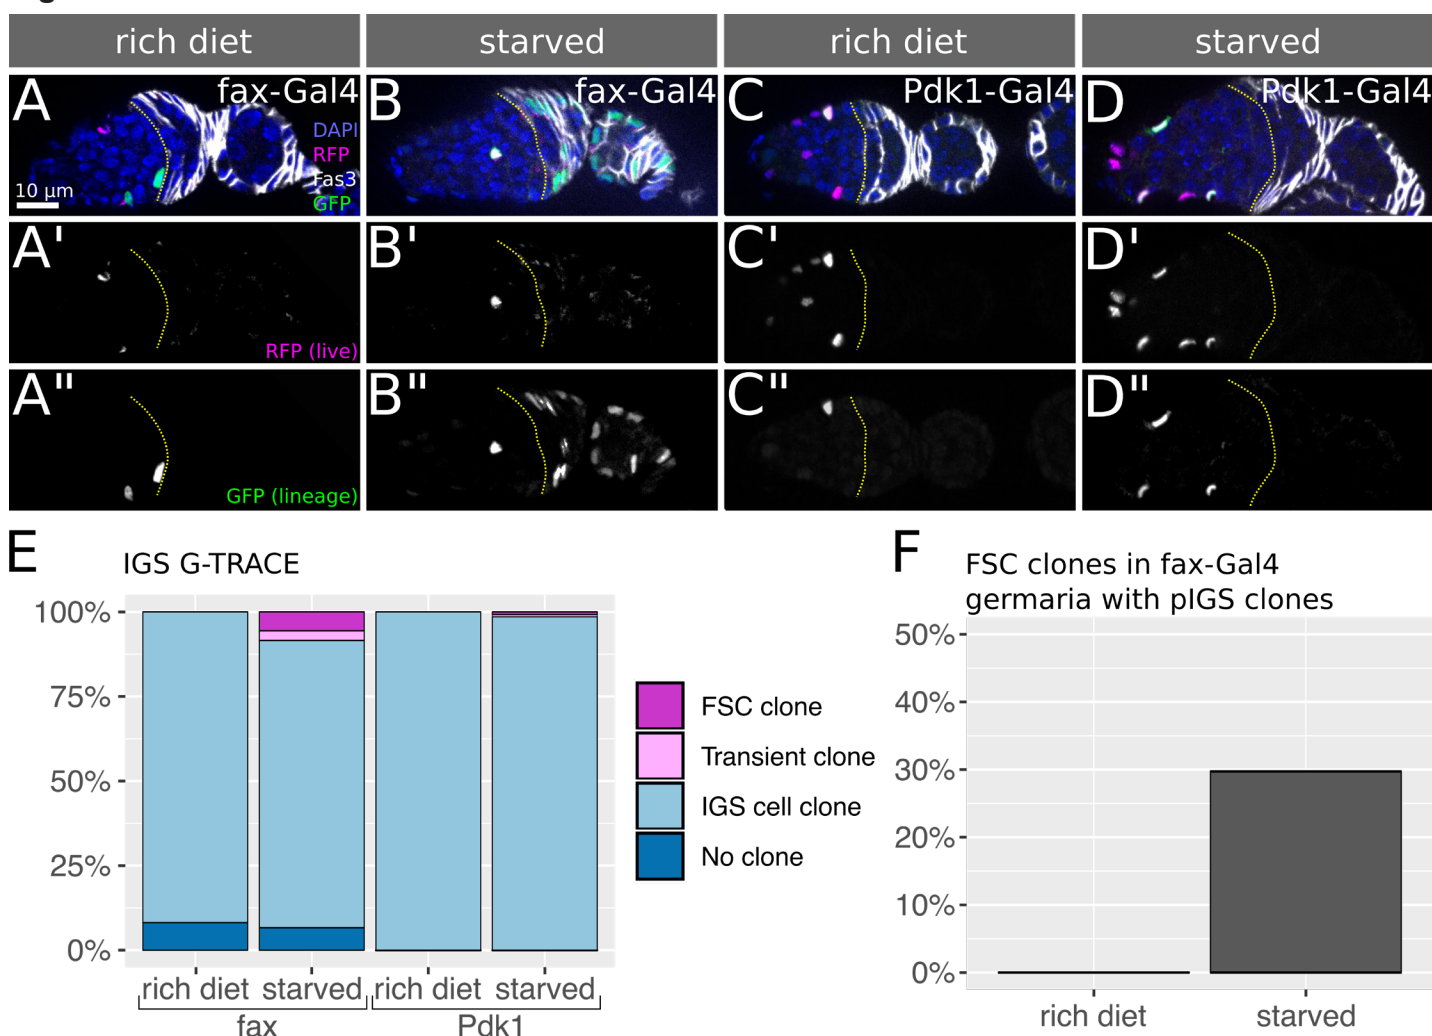 rich diet
starved
rich diet
starved
A
fax-Gal4
DAPI
RFP
Fas3
GFP
10 µm
B
fax-Gal4
C
Pdk1-Gal4
D
Pdk1-Gal4
A'
RFP (live)
B'
C'
D'
A"
GFP (lineage)
B"
C"
D"
E
IGS G-TRACE
100%
75%
50%
25%
0%
rich diet
starved
rich diet
starved
fax
Pdk1
FSC clone
Transient clone
IGS cell clone
No clone
F
FSC clones in fax-Gal4
germaria with pIGS clones
50%
40%
30%
20%
10%
0%
rich diet
starved